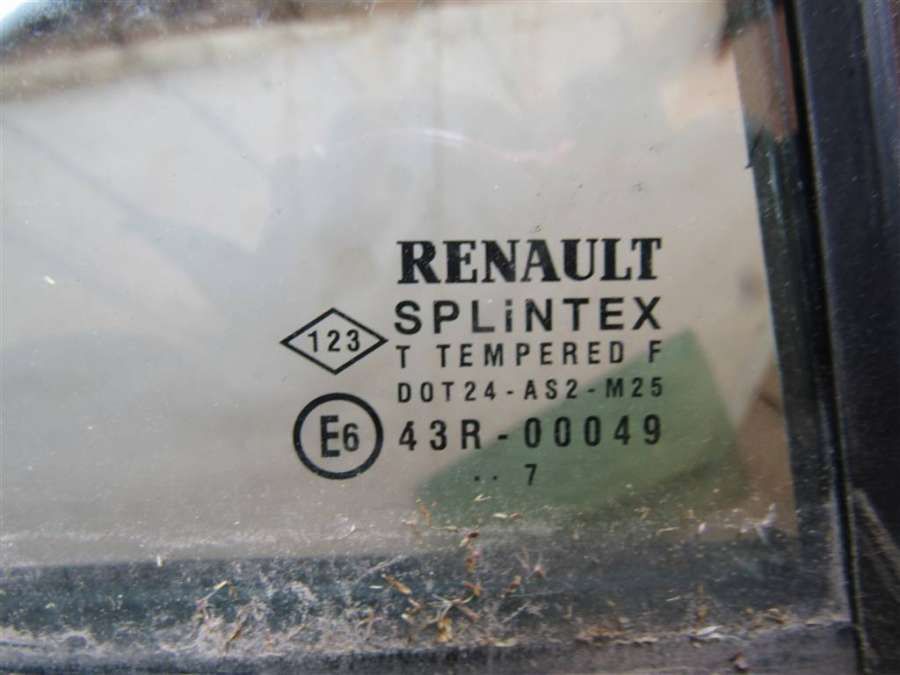 RENAULT
SPLiNTEX
123
T TEMPERED F
DOT24-AS2-M25
E6 43R-00049
.. 7